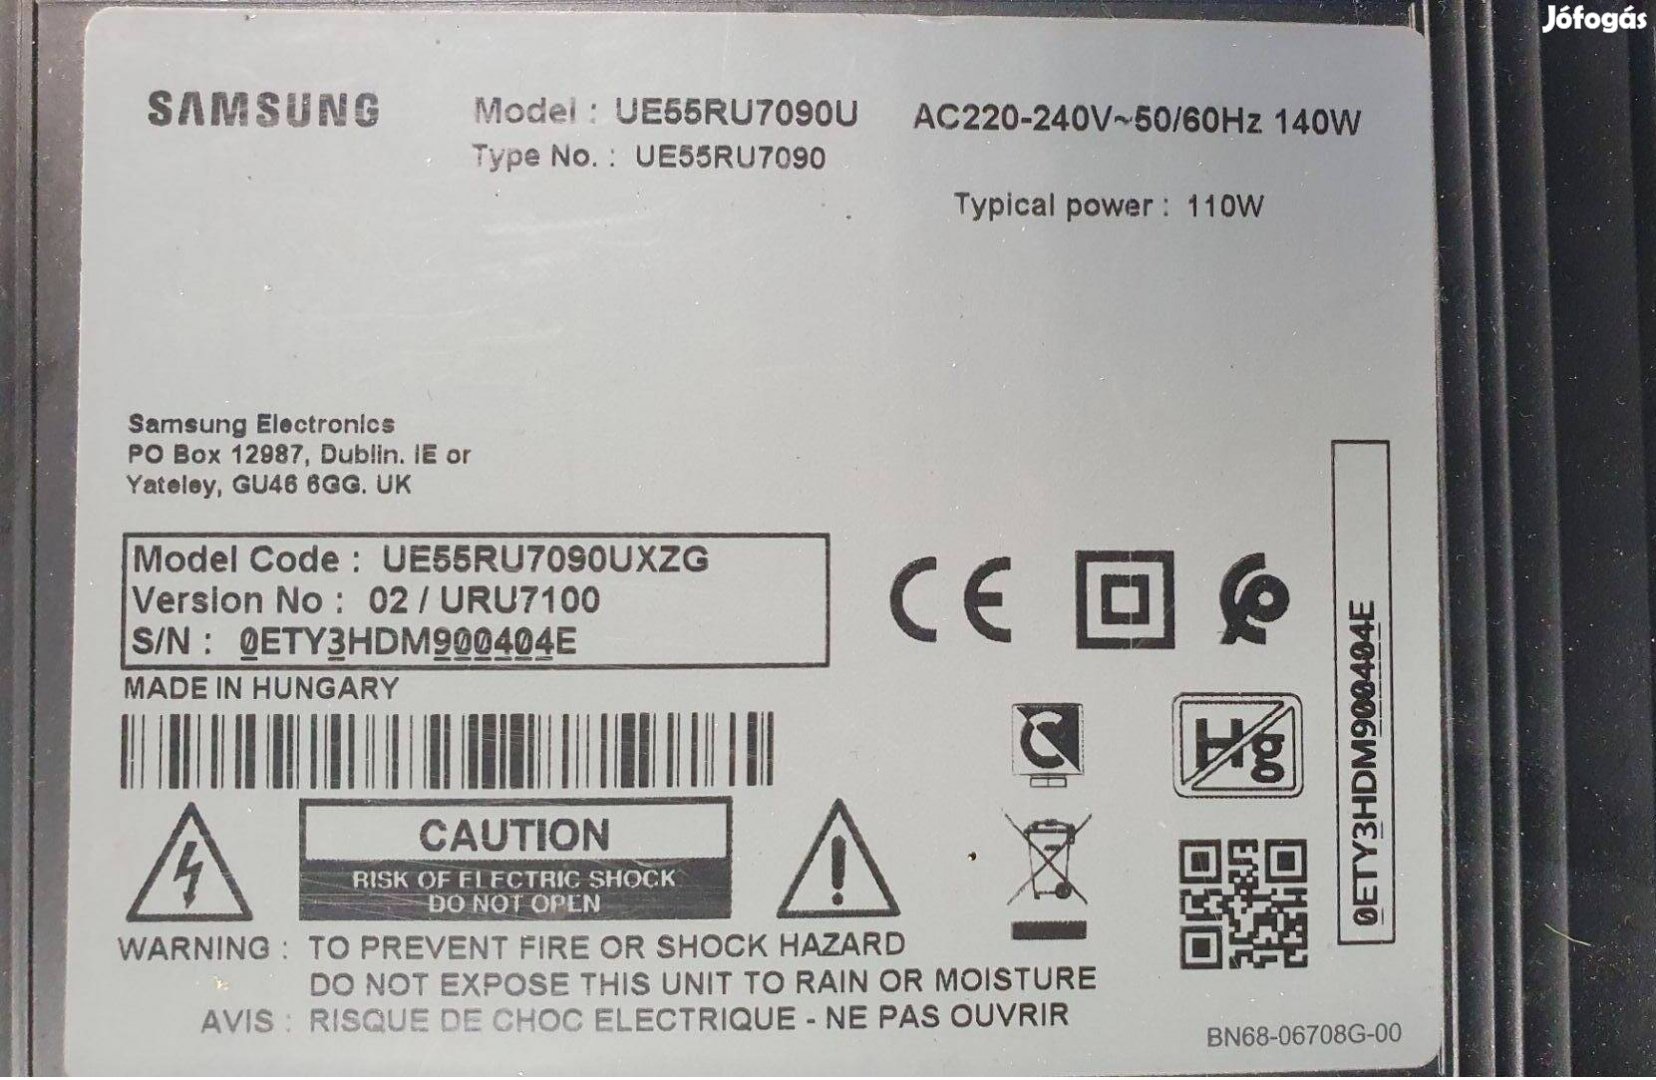 Jófogás
SAMSUNG
Model : UE55RU7090U
Type No. : UE55RU7090
AC220-240V~50/60Hz 140W
Typical power : 110W
Samsung Electronics
PO Box 12987, Dublin. IE or
Yateley, GU46 6GG. UK
Model Code : UE55RU7090UXZG
Version No : 02 / URU7100
S/N : 0ETY3HDM900404E
MADE IN HUNGARY
CE
Hg
0ETY3HDM900404E
CAUTION
RISK OF ELECTRIC SHOCK
DO NOT OPEN
WARNING : TO PREVENT FIRE OR SHOCK HAZARD
DO NOT EXPOSE THIS UNIT TO RAIN OR MOISTURE
AVIS : RISQUE DE CHOC ELECTRIQUE - NE PAS OUVRIR
BN68-06708G-00